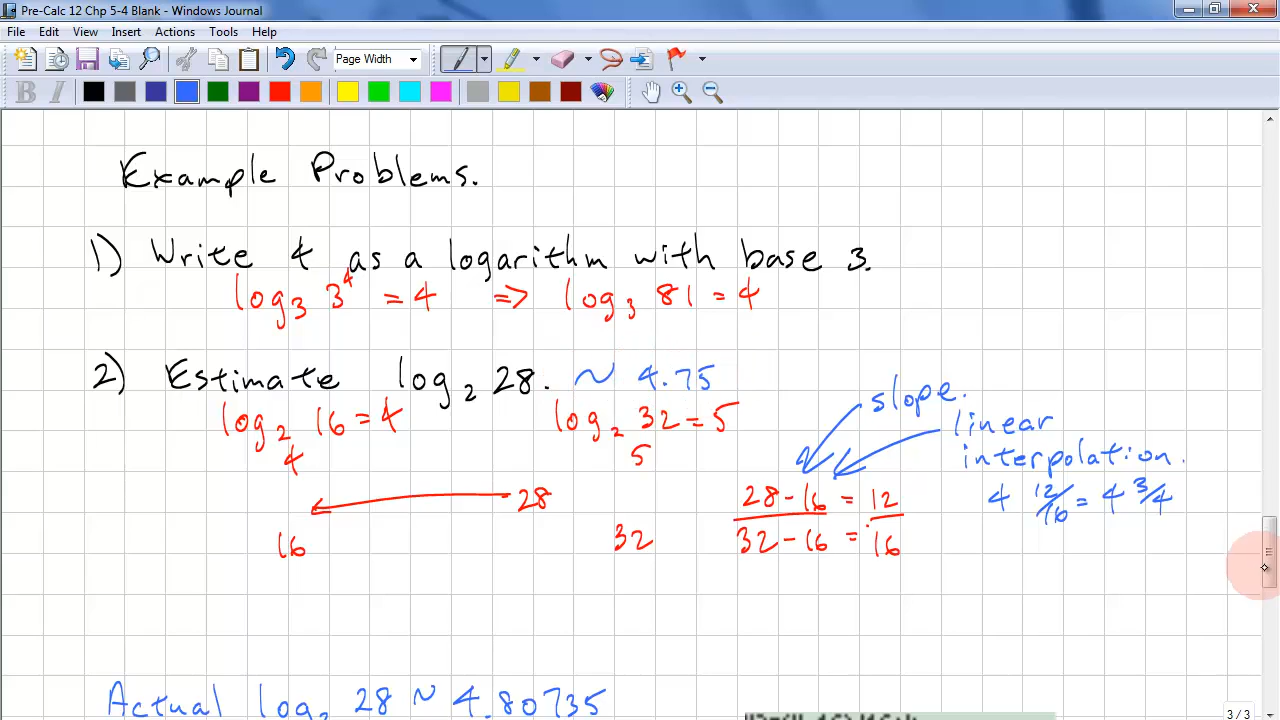 Pre-Calc 12 Chp 5-4 Blank - Windows Journal
File Edit View Insert Actions Tools Help
Page Width
B I
Example Problems.
1) Write 4 as a logarithm with base 3.
log₃ 3⁴ = 4 => log₃ 81 = 4
2) Estimate log₂ 28. ~ 4.75
log₂ 16 = 4 log₂ 32 = 5
4 5
slope.
linear
interpolation.
28
16 32
28-16 = 12
32-16 = 16
4 12/16 = 4 3/4
Actual log₂ 28 ~ 4.80735
3/3